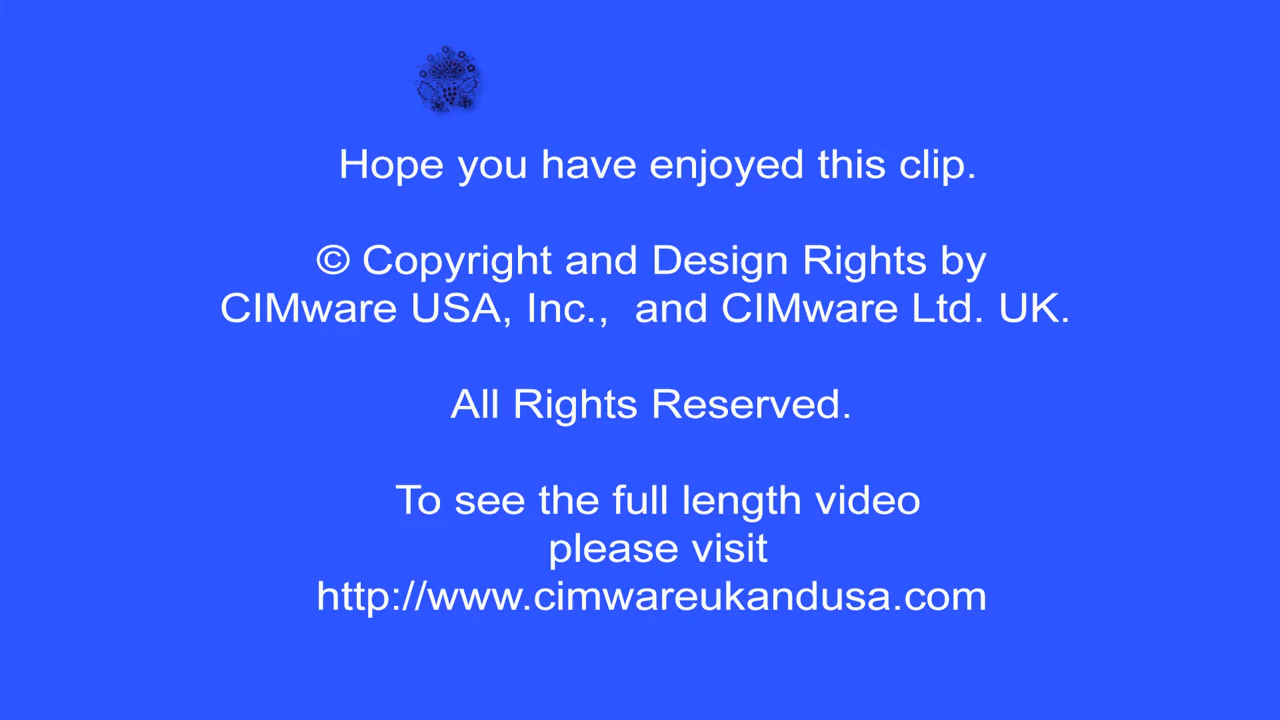 Hope you have enjoyed this clip.
© Copyright and Design Rights by
CIMware USA, Inc.,  and CIMware Ltd. UK.
All Rights Reserved.
To see the full length video
please visit
http://www.cimwareukandusa.com